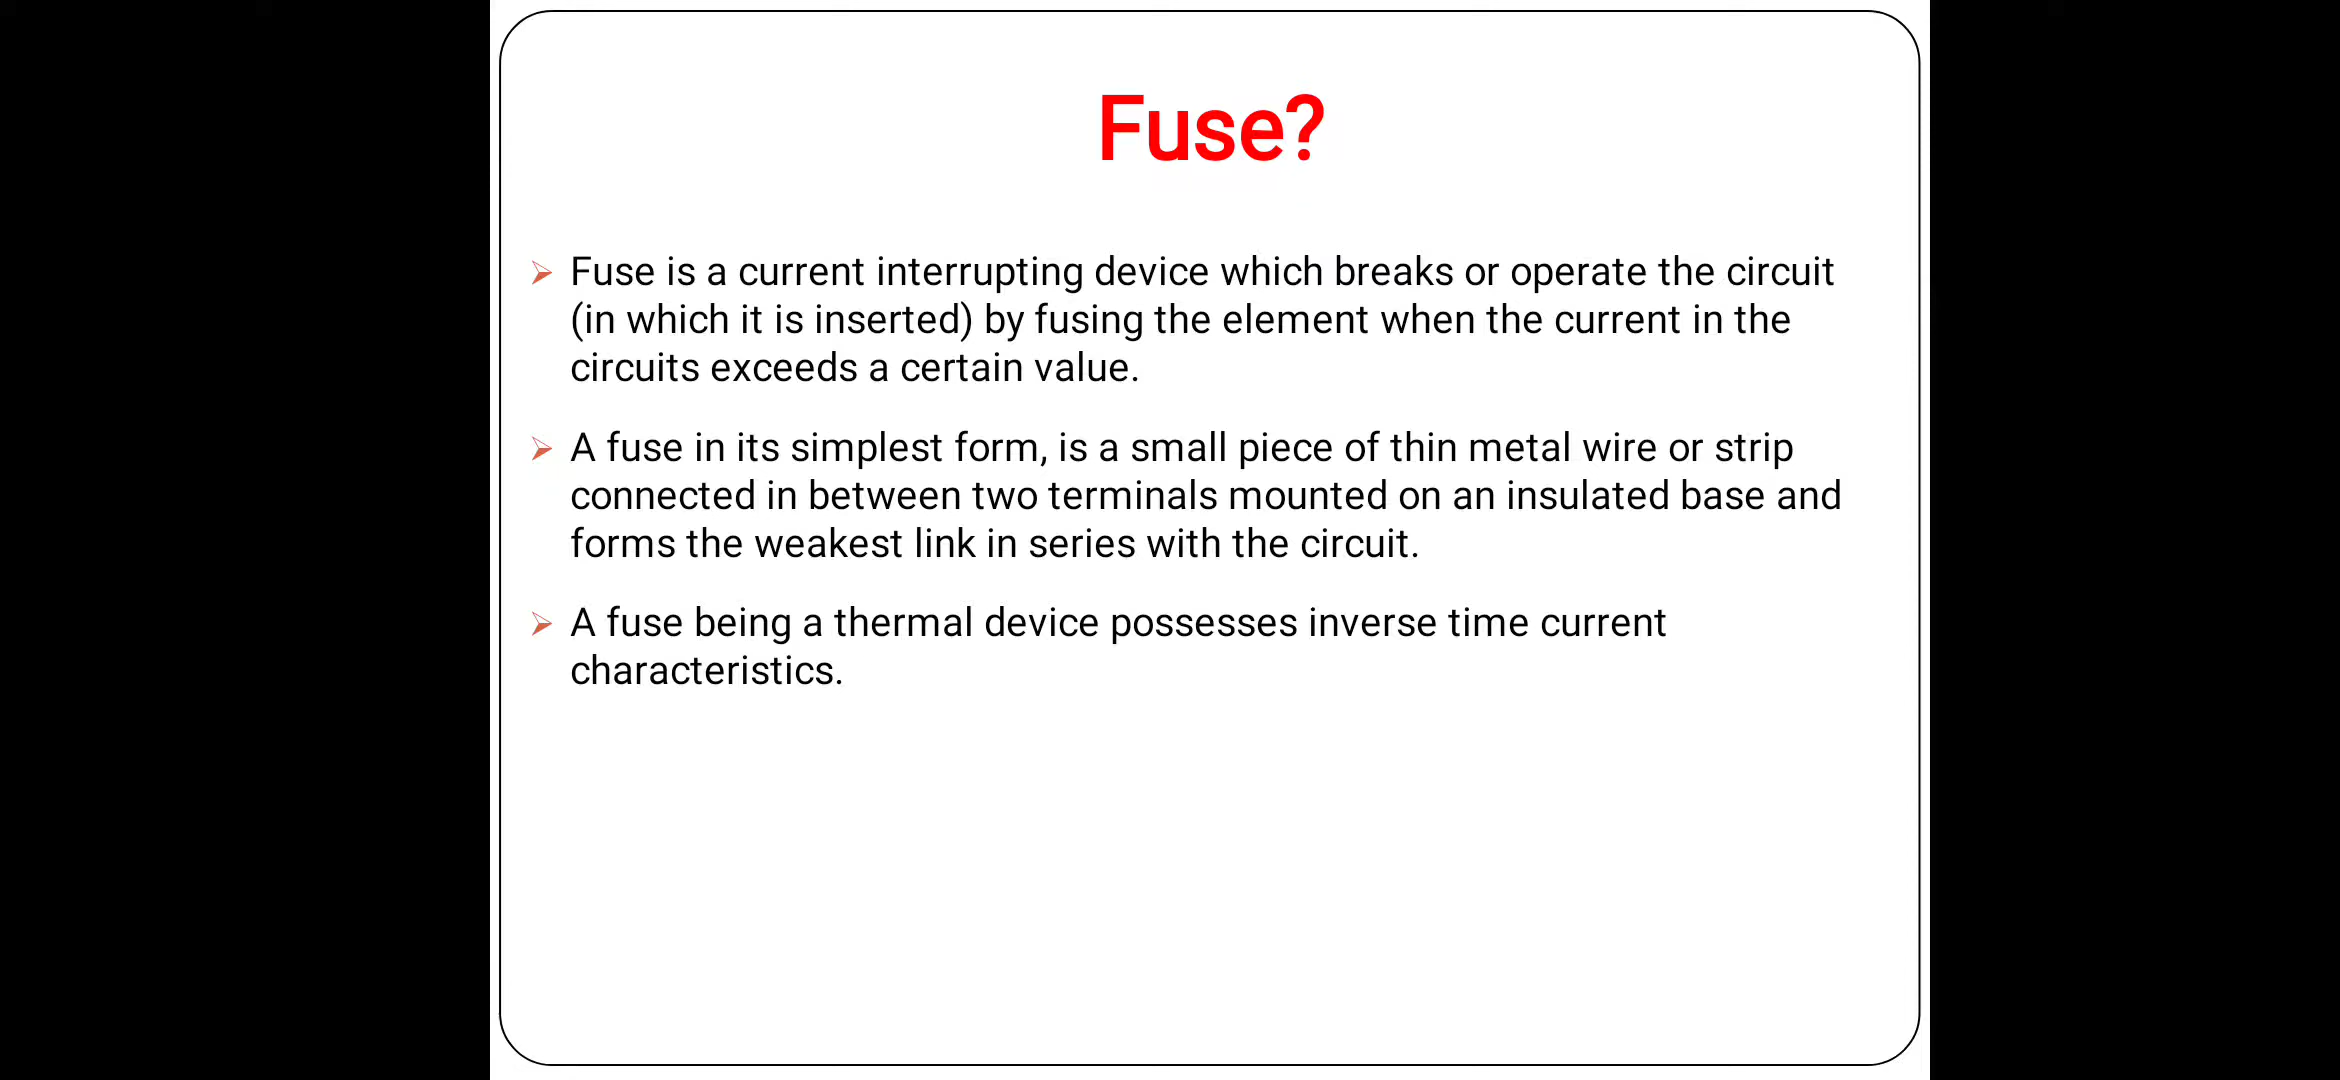 Fuse?
➢ Fuse is a current interrupting device which breaks or operate the circuit
(in which it is inserted) by fusing the element when the current in the
circuits exceeds a certain value.
➢ A fuse in its simplest form, is a small piece of thin metal wire or strip
connected in between two terminals mounted on an insulated base and
forms the weakest link in series with the circuit.
➢ A fuse being a thermal device possesses inverse time current
characteristics.